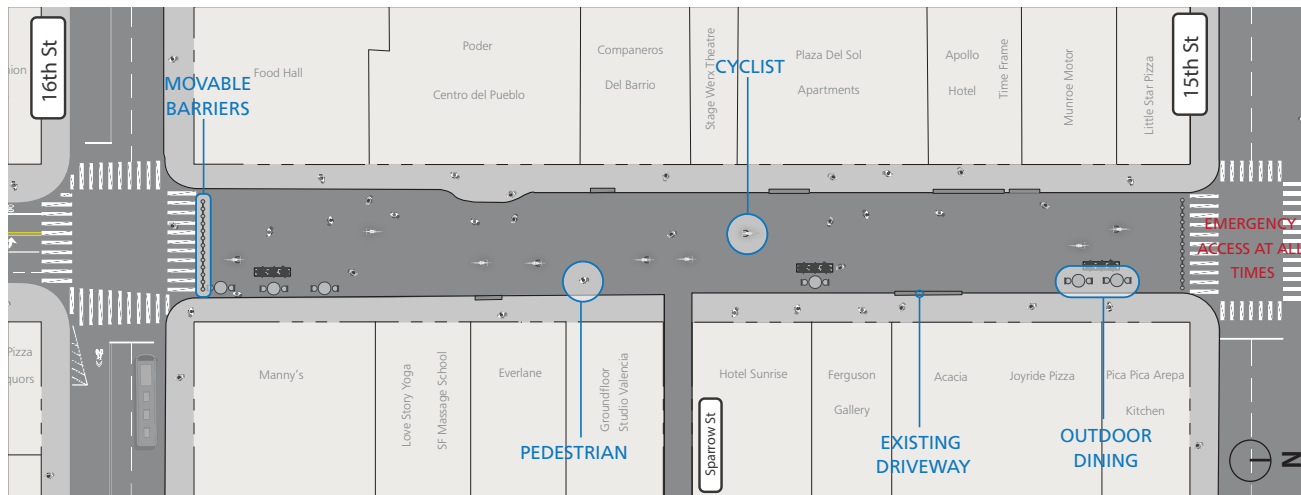 16th St
ion
MOVABLE
BARRIERS
Food Hall
Poder
Centro del Pueblo
Companeros
Del Barrio
Stage Werx Theatre
CYCLIST
Plaza Del Sol
Apartments
Apollo
Hotel
Time Frame
Munroe Motor
Little Star Pizza
15th St
EMERGENCY
ACCESS AT ALL
TIMES
Pizza
quors
Manny's
Love Story Yoga
SF Massage School
Everlane
Groundfloor
Studio Valencia
PEDESTRIAN
Sparrow St
Hotel Sunrise
Ferguson
Gallery
EXISTING
DRIVEWAY
Acacia
Joyride Pizza
Pica Pica Arepa
Kitchen
OUTDOOR
DINING
N